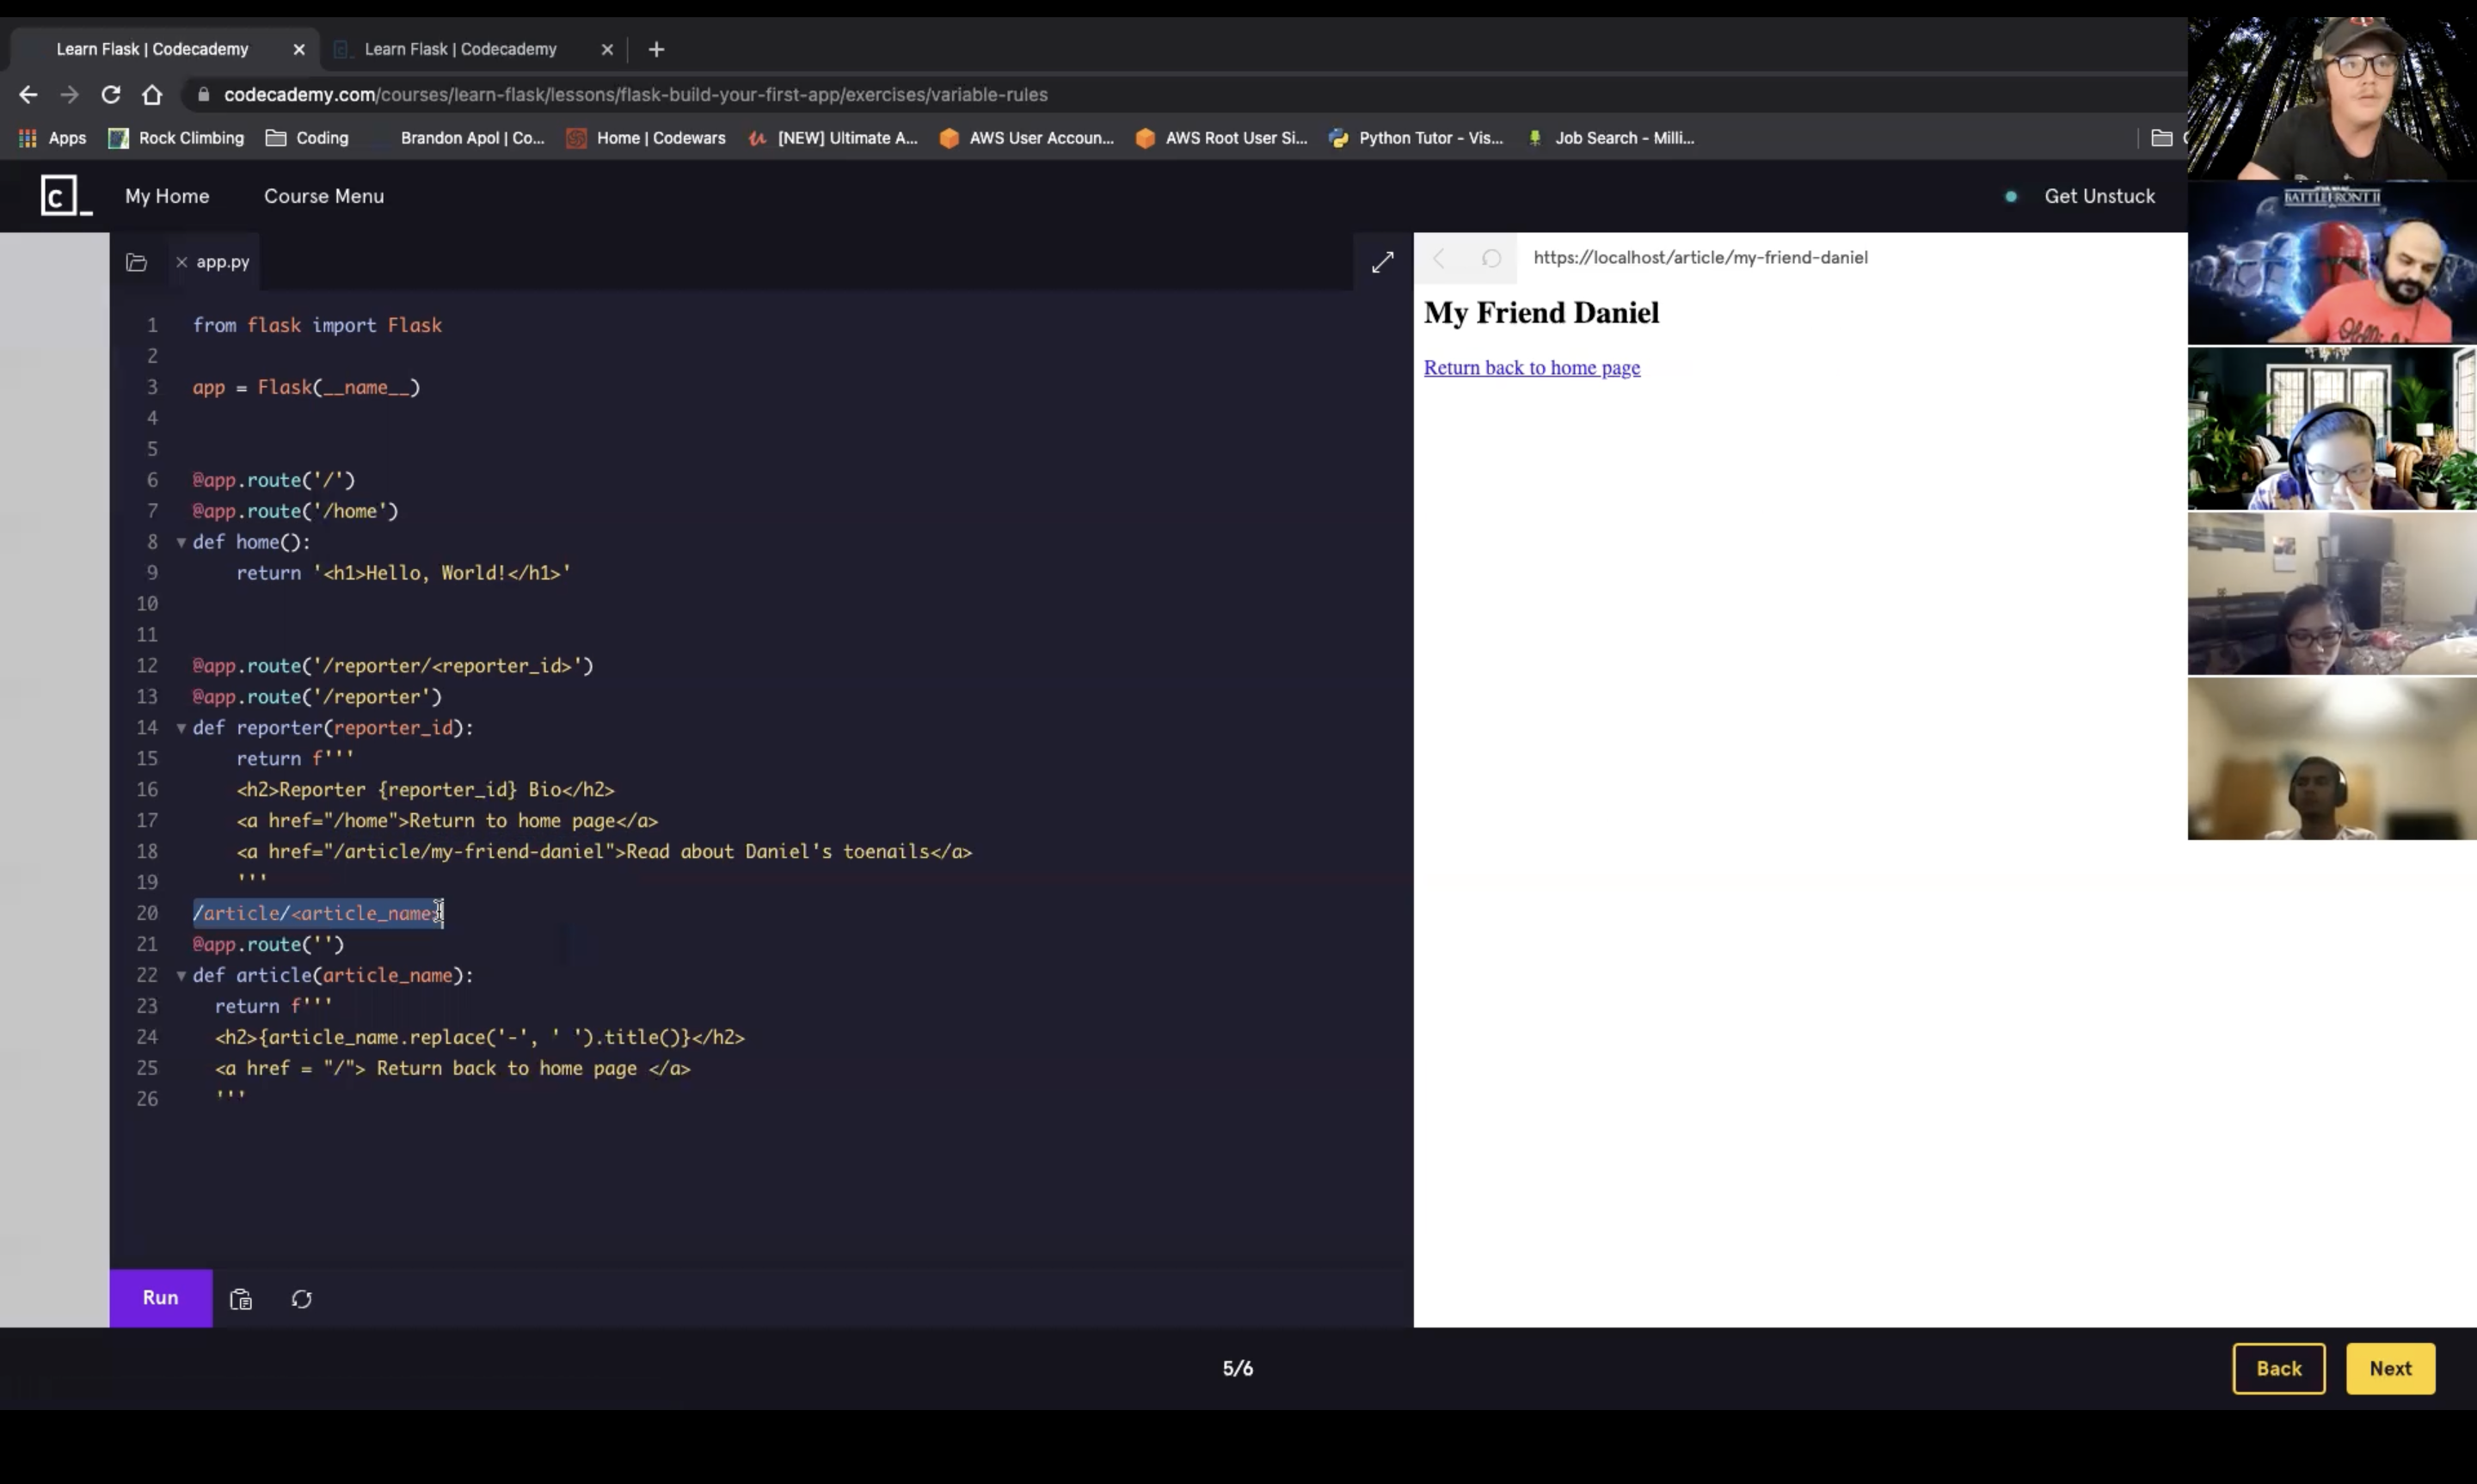 Learn Flask | Codecademy
Learn Flask | Codecademy
codecademy.com/courses/learn-flask/lessons/flask-build-your-first-app/exercises/variable-rules
Apps Rock Climbing Coding Brandon Apol | Co... Home | Codewars [NEW] Ultimate A... AWS User Accoun... AWS Root User Si... Python Tutor - Vis... Job Search - Milli...
BATTLEFRONT II
My Home Course Menu Get Unstuck
app.py
https://localhost/article/my-friend-daniel
My Friend Daniel
Return back to home page
1 from flask import Flask
2
3 app = Flask(__name__)
4
5
6 @app.route('/')
7 @app.route('/home')
8 def home():
9 return '<h1>Hello, World!</h1>'
10
11
12 @app.route('/reporter/<reporter_id>')
13 @app.route('/reporter')
14 def reporter(reporter_id):
15 return f'''
16 <h2>Reporter {reporter_id} Bio</h2>
17 <a href="/home">Return to home page</a>
18 <a href="/article/my-friend-daniel">Read about Daniel's toenails</a>
19 '''
20 /article/<article_name>
21 @app.route('')
22 def article(article_name):
23 return f'''
24 <h2>{article_name.replace('-', ' ').title()}</h2>
25 <a href = "/"> Return back to home page </a>
26 '''
Run
5/6
Back Next